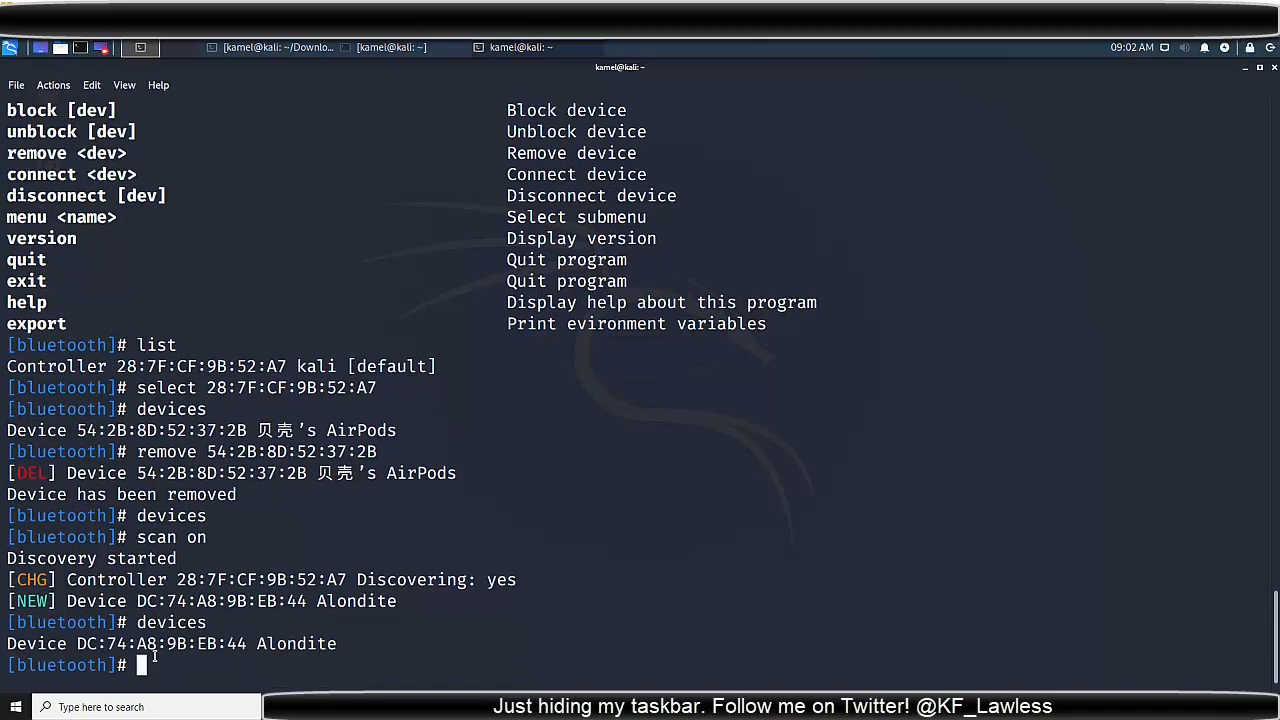 [kamel@kali: ~/Downlo...
[kamel@kali: ~]
kamel@kali: ~
09:02 AM
kamel@kali: ~
File Actions Edit View Help
block [dev] Block device
unblock [dev] Unblock device
remove <dev> Remove device
connect <dev> Connect device
disconnect [dev] Disconnect device
menu <name> Select submenu
version Display version
quit Quit program
exit Quit program
help Display help about this program
export Print evironment variables
[bluetooth]# list
Controller 28:7F:CF:9B:52:A7 kali [default]
[bluetooth]# select 28:7F:CF:9B:52:A7
[bluetooth]# devices
Device 54:2B:8D:52:37:2B 贝壳's AirPods
[bluetooth]# remove 54:2B:8D:52:37:2B
[DEL] Device 54:2B:8D:52:37:2B 贝壳's AirPods
Device has been removed
[bluetooth]# devices
[bluetooth]# scan on
Discovery started
[CHG] Controller 28:7F:CF:9B:52:A7 Discovering: yes
[NEW] Device DC:74:A8:9B:EB:44 Alondite
[bluetooth]# devices
Device DC:74:A8:9B:EB:44 Alondite
[bluetooth]#
Type here to search
Just hiding my taskbar. Follow me on Twitter! @KF_Lawless